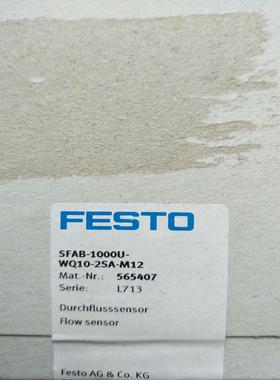 FESTO
SFAB-1000U-
WQ10-2SA-M12
Mat.-Nr.: 565407
Serie: L713
Durchflusssensor
Flow sensor
Festo AG & Co. KG